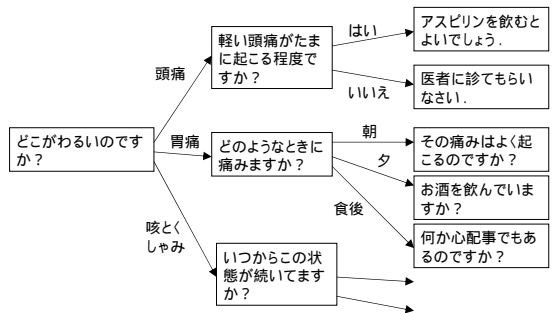 どこがわるいのです
か？
頭痛
胃痛
咳とく
しゃみ
軽い頭痛がたま
に起こる程度で
すか？
はい
いいえ
アスピリンを飲むと
よいでしょう．
医者に診てもらい
なさい．
どのようなときに
痛みますか？
朝
夕
食後
その痛みはよく起
こるのですか？
お酒を飲んでいま
すか？
何か心配事でもあ
るのですか？
いつからこの状
態が続いてます
か？